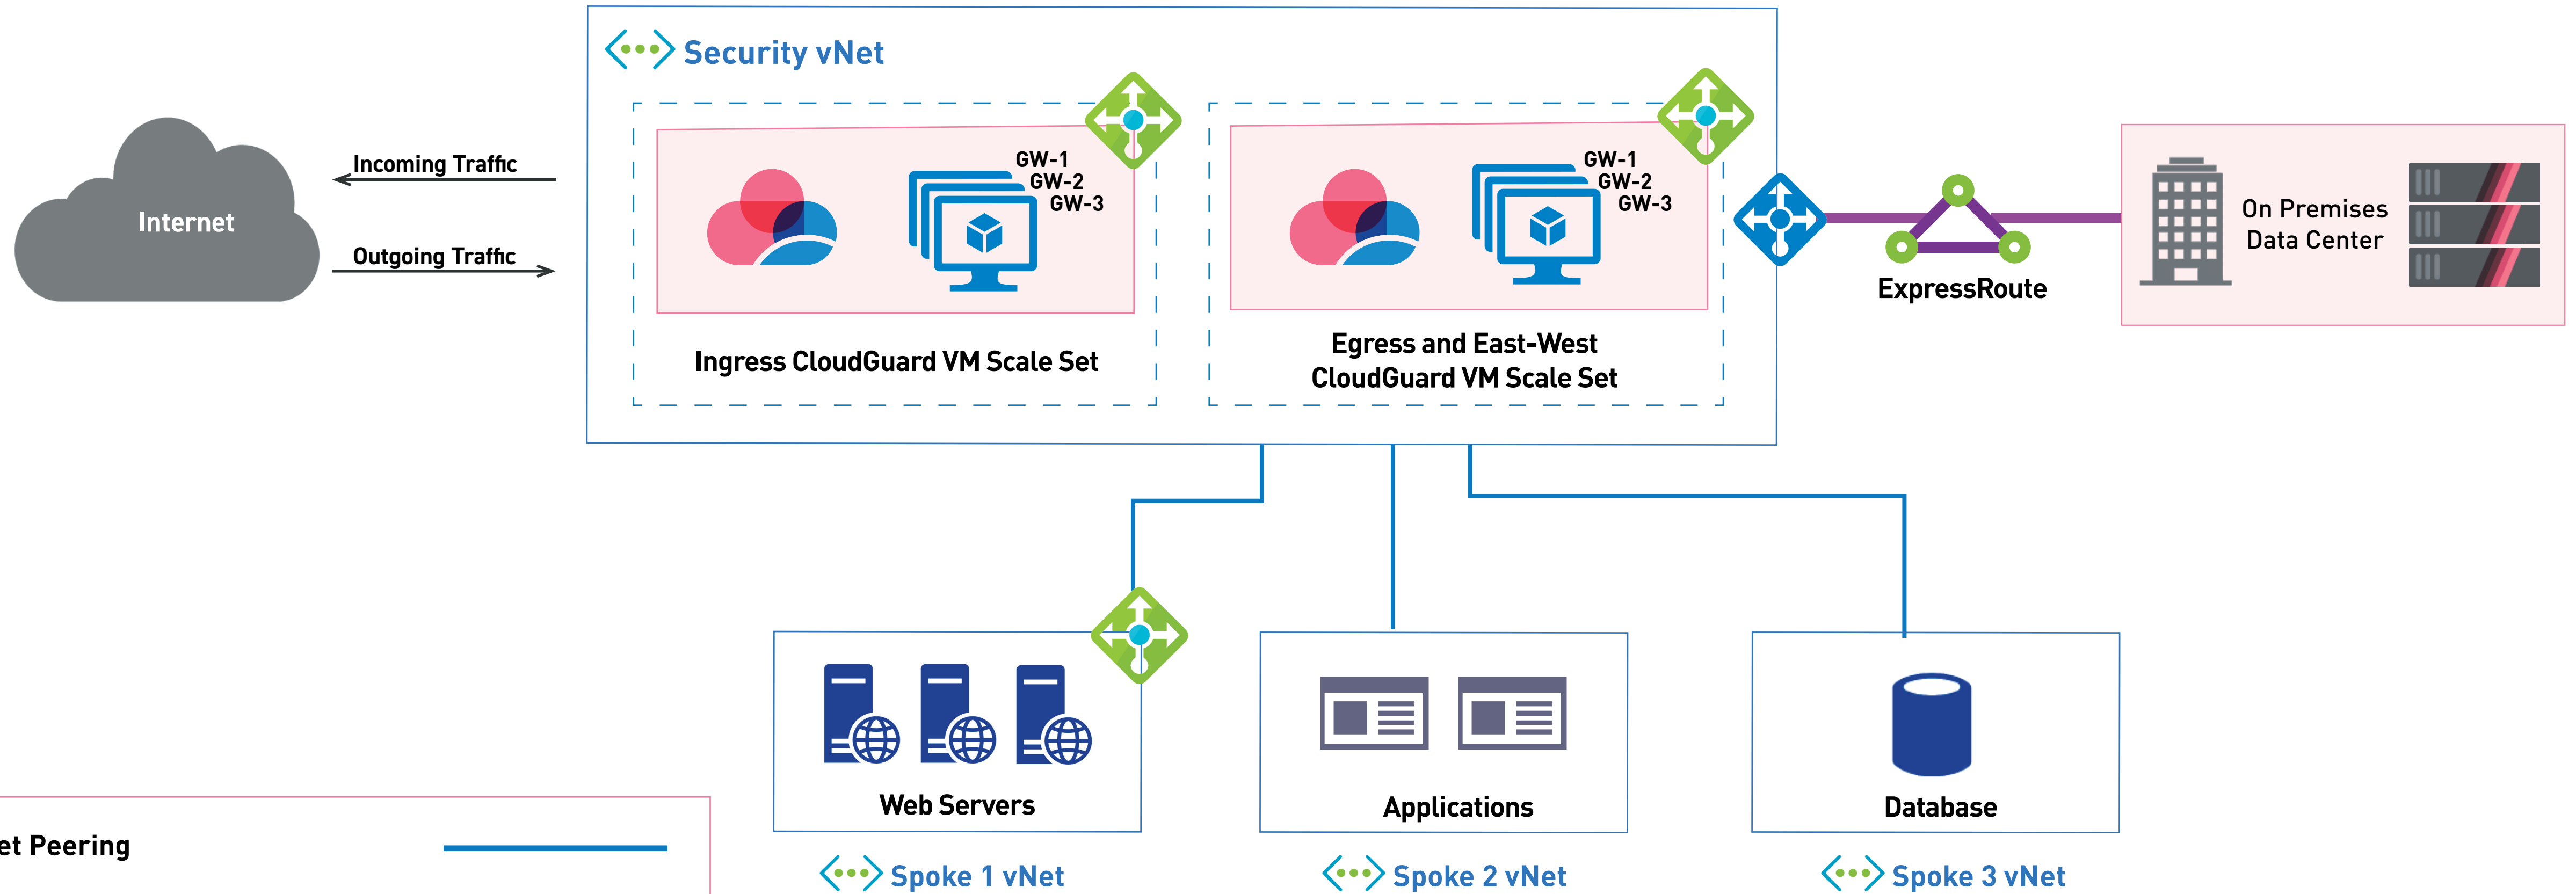 Security vNet
Incoming Traffic
Internet
Outgoing Traffic
GW-1
GW-2
GW-3
Ingress CloudGuard VM Scale Set
GW-1
GW-2
GW-3
Egress and East-West
CloudGuard VM Scale Set
ExpressRoute
On Premises
Data Center
Web Servers
Applications
Database
Peering
Spoke 1 vNet
Spoke 2 vNet
Spoke 3 vNet